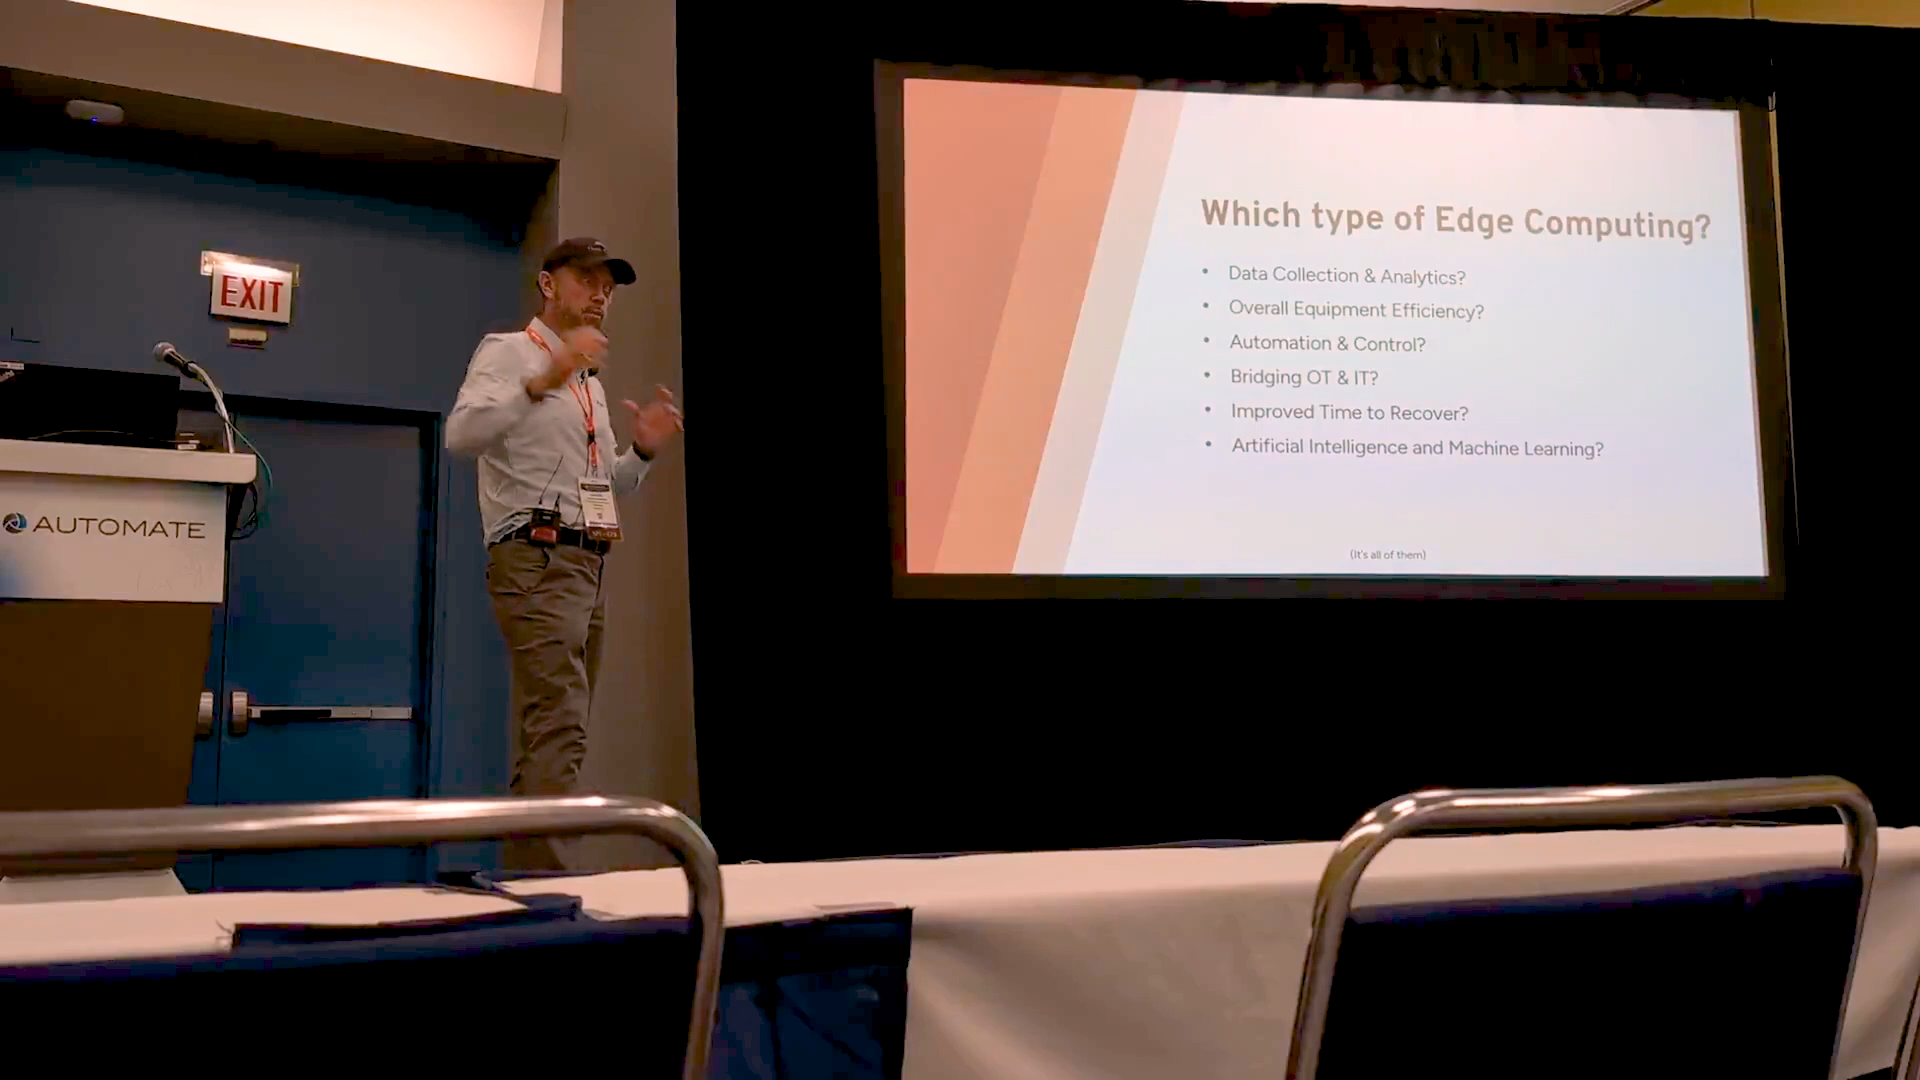 EXIT
AUTOMATE
Which type of Edge Computing?
• Data Collection & Analytics?
• Overall Equipment Efficiency?
• Automation & Control?
• Bridging OT & IT?
• Improved Time to Recover?
• Artificial Intelligence and Machine Learning?
(It's all of them)